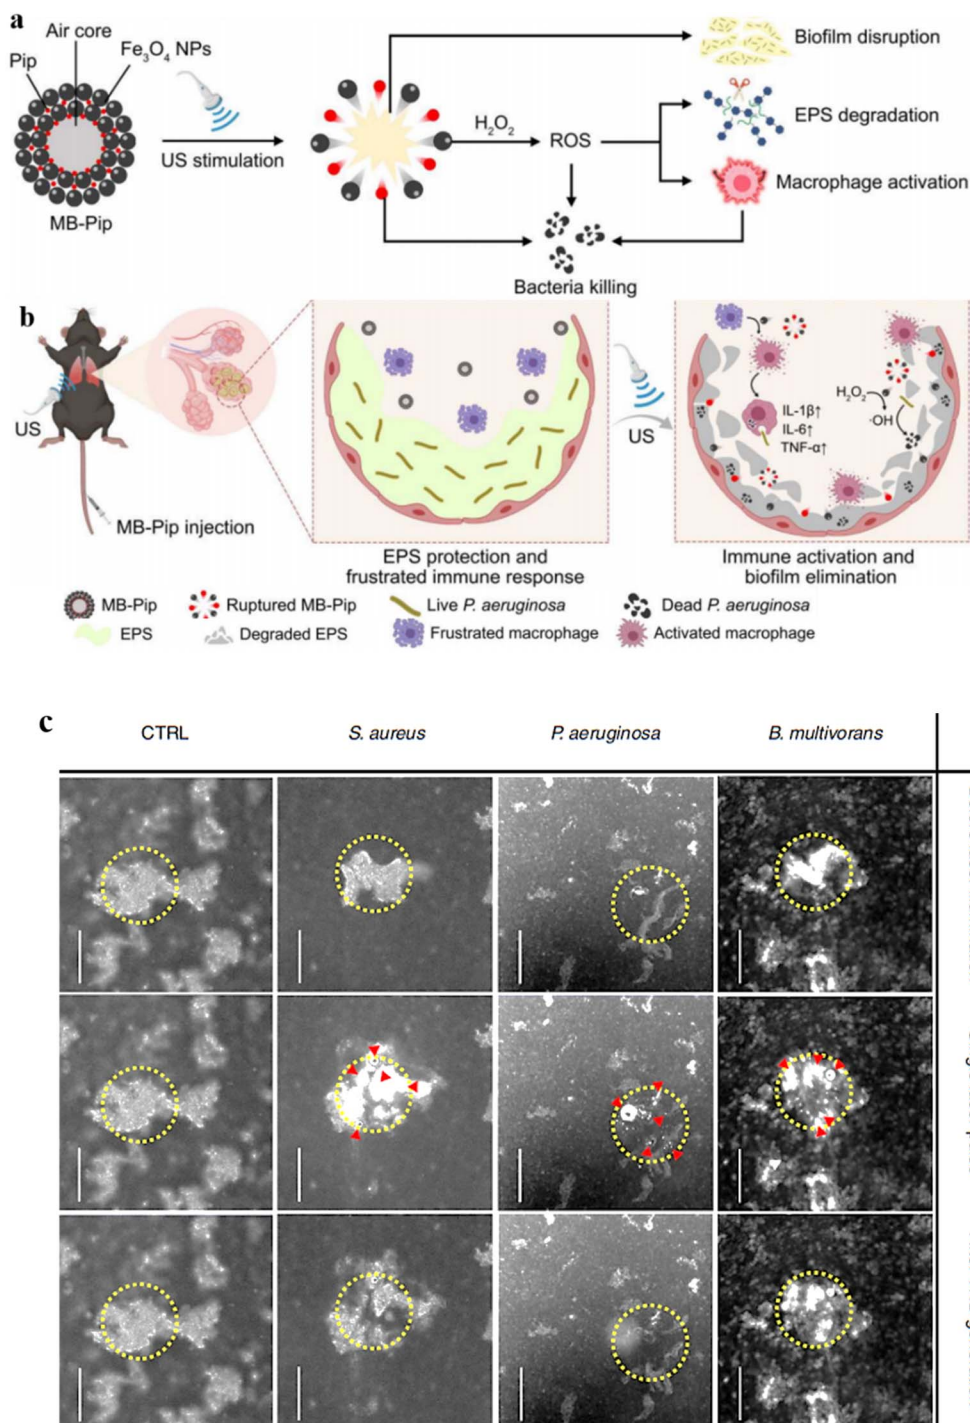 a
Air core
Fe₃O₄ NPs
Pip
US stimulation
MB-Pip
H₂O₂
ROS
Biofilm disruption
EPS degradation
Macrophage activation
Bacteria killing
b
US
MB-Pip injection
EPS protection and
frustrated immune response
US
IL-1β↑
IL-6↑
TNF-α↑
H₂O₂
·OH
Immune activation and
biofilm elimination
MB-Pip
Ruptured MB-Pip
Live P. aeruginosa
Dead P. aeruginosa
EPS
Degraded EPS
Frustrated macrophage
Activated macrophage
c
CTRL
S. aureus
P. aeruginosa
B. multivorans